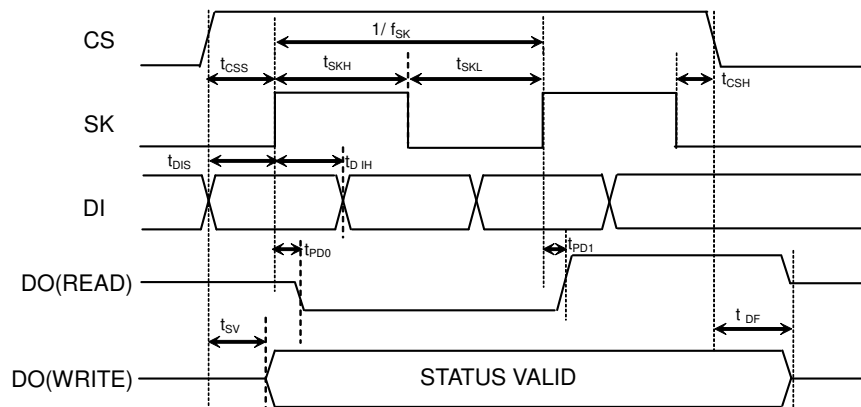 CS
1/ fSK
tCSS
tSKH
tSKL
tCSH
SK
tDIS
tD IH
DI
tPD0
tPD1
DO(READ)
tSV
t DF
DO(WRITE)
STATUS VALID